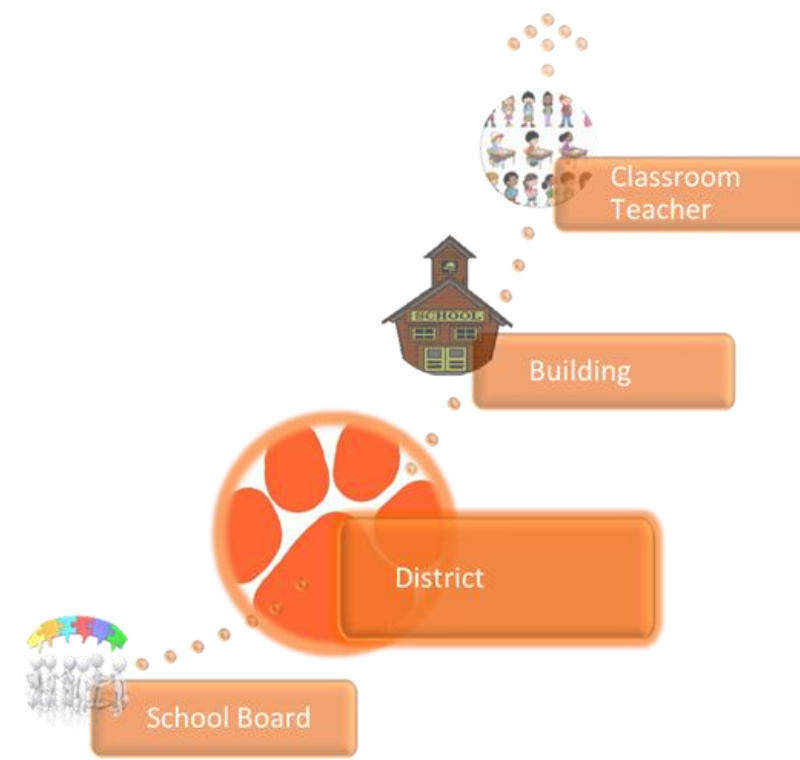 Classroom
Teacher
SCHOOL
Building
District
School Board